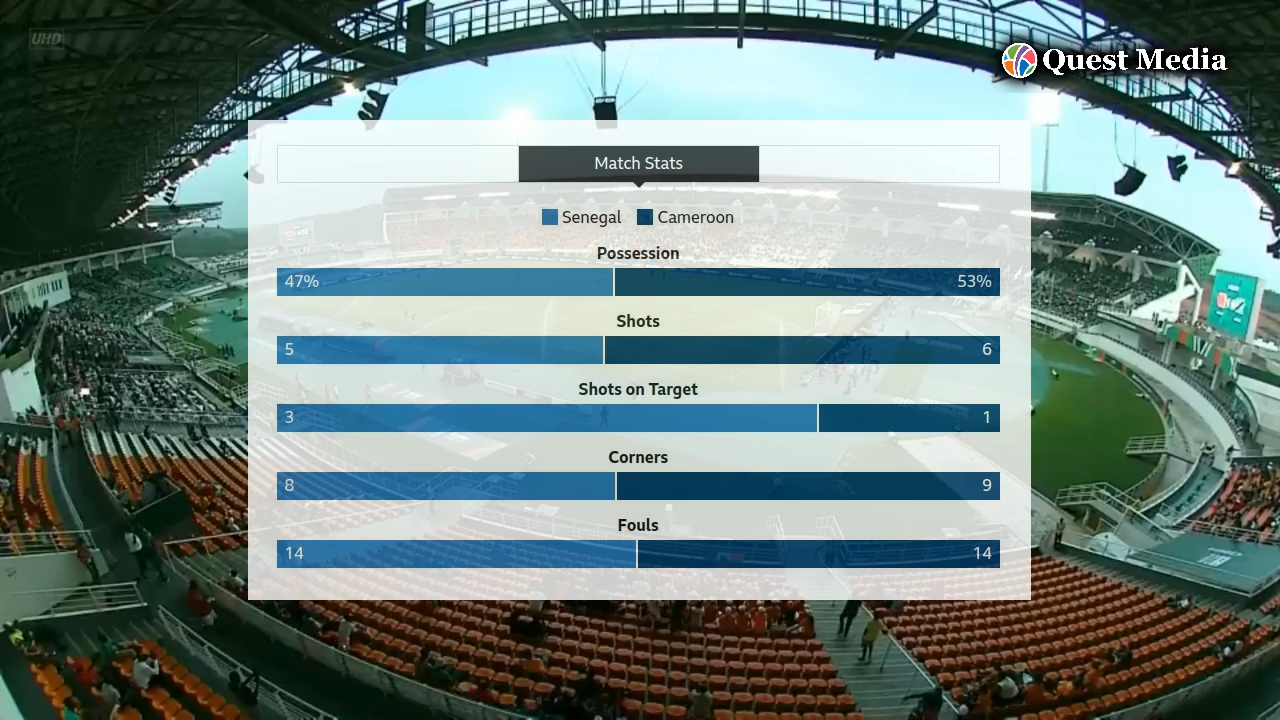 UHD
Quest Media
Match Stats
Senegal Cameroon
Possession
47% 53%
Shots
5 6
Shots on Target
3 1
Corners
8 9
Fouls
14 14